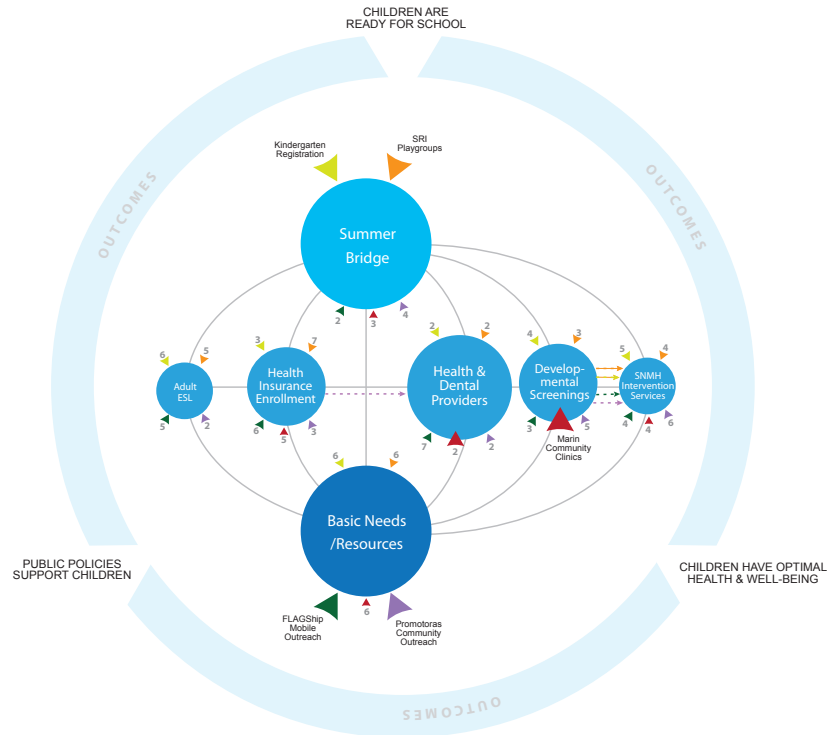 CHILDREN ARE
READY FOR SCHOOL
OUTCOMES
OUTCOMES
Kindergarten
Registration
SRI
Playgroups
Summer
Bridge
2
3
4
6
5
3
7
2
2
4
3
5
4
Adult
ESL
Health
Insurance
Enrollment
Health &
Dental
Providers
Develop-
mental
Screenings
SNMH
Intervention
Services
5
2
6
5
3
7
2
2
3
5
4
4
6
Marin
Community
Clinics
6
6
Basic Needs
/Resources
PUBLIC POLICIES
SUPPORT CHILDREN
CHILDREN HAVE OPTIMAL
HEALTH & WELL-BEING
6
FLAGShip
Mobile
Outreach
Promotoras
Community
Outreach
OUTCOMES